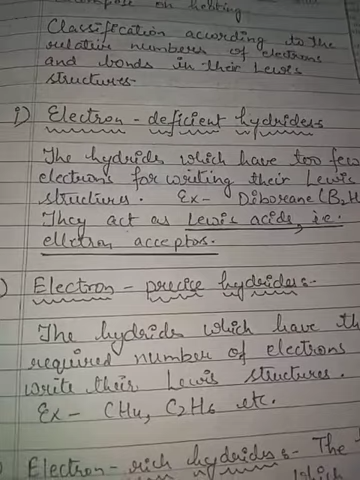 on hebbing
Classification according to the
relative numbers of electrons
and bonds in their Lewis
structures-
i) Electron - deficient hydrides
The hydrides which have too few
electrons for writing their Lewis
structures. Ex- Diborane (B2H
They act as Lewis acids, i.e.
electron acceptors.
) Electron - precise hydrides:-
The hydrides which have th
required number of electrons
write their Lewis structures.
Ex - CH4, C2H6 etc.
Electron-rich hydrides:- The
which